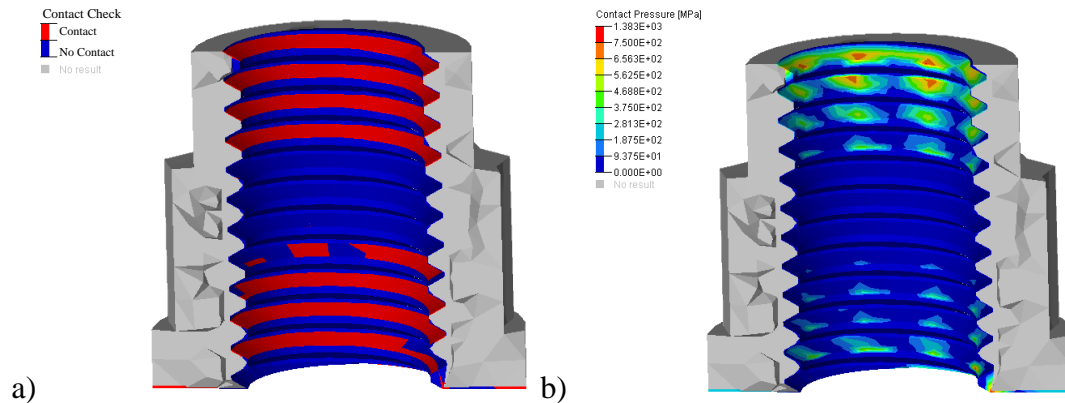 Contact Check
Contact
No Contact
No result
a)
Contact Pressure [MPa]
1.383E+03
7.500E+02
6.563E+02
5.625E+02
4.688E+02
3.750E+02
2.813E+02
1.875E+02
9.375E+01
0.000E+00
No result
b)